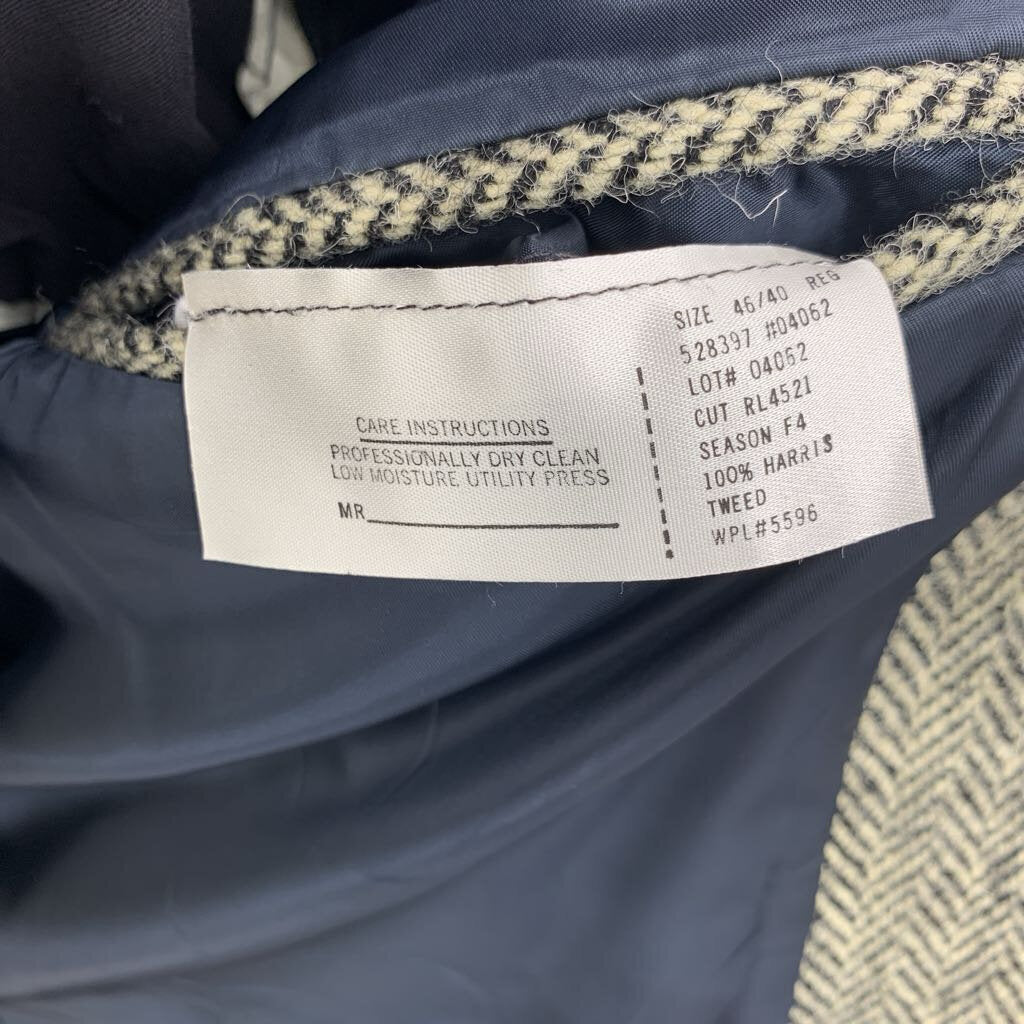 CARE INSTRUCTIONS
PROFESSIONALLY DRY CLEAN
LOW MOISTURE UTILITY PRESS
MR
SIZE 46/40 REG
528397 #04062
LOT# 04062
CUT RL4521
SEASON F4
100% HARRIS
TWEED
WPL#5596